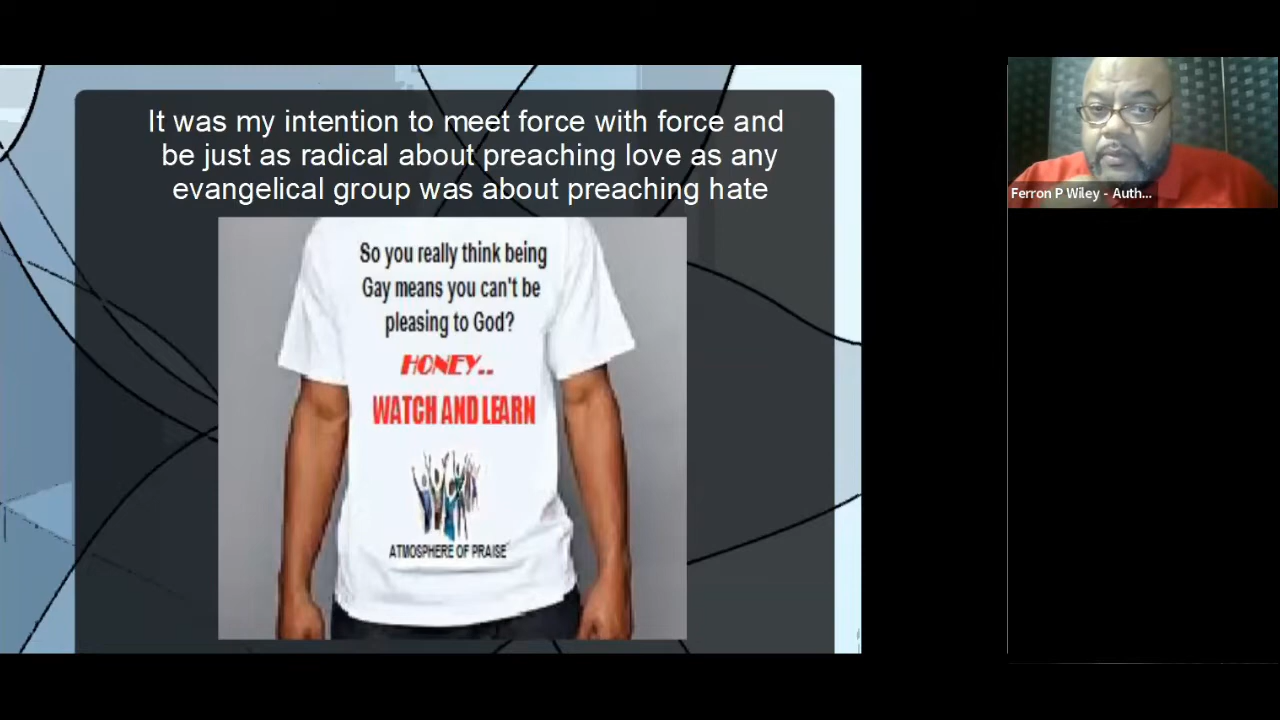 It was my intention to meet force with force and
be just as radical about preaching love as any
evangelical group was about preaching hate
So you really think being
Gay means you can't be
pleasing to God?
HONEY..
WATCH AND LEARN
ATMOSPHERE OF PRAISE
Ferron P Wiley - Auth...